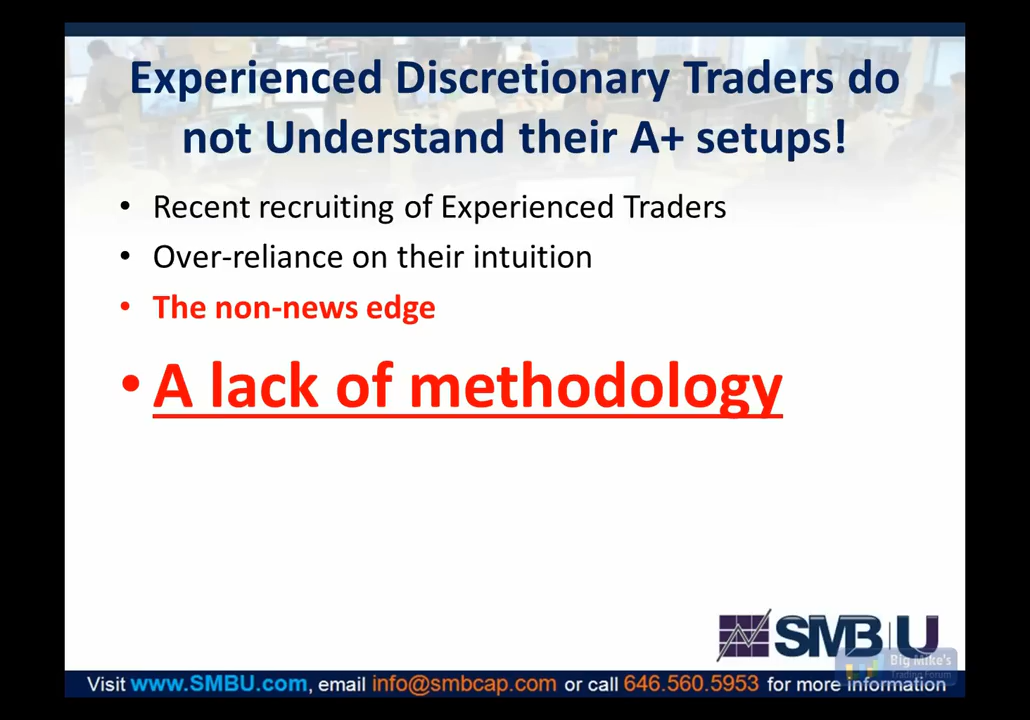 Experienced Discretionary Traders do
not Understand their A+ setups!
• Recent recruiting of Experienced Traders
• Over-reliance on their intuition
• The non-news edge
• A lack of methodology
SMB|U
Big Mike's
Trading Forum
Visit www.SMBU.com, email info@smbcap.com or call 646.560.5953 for more information